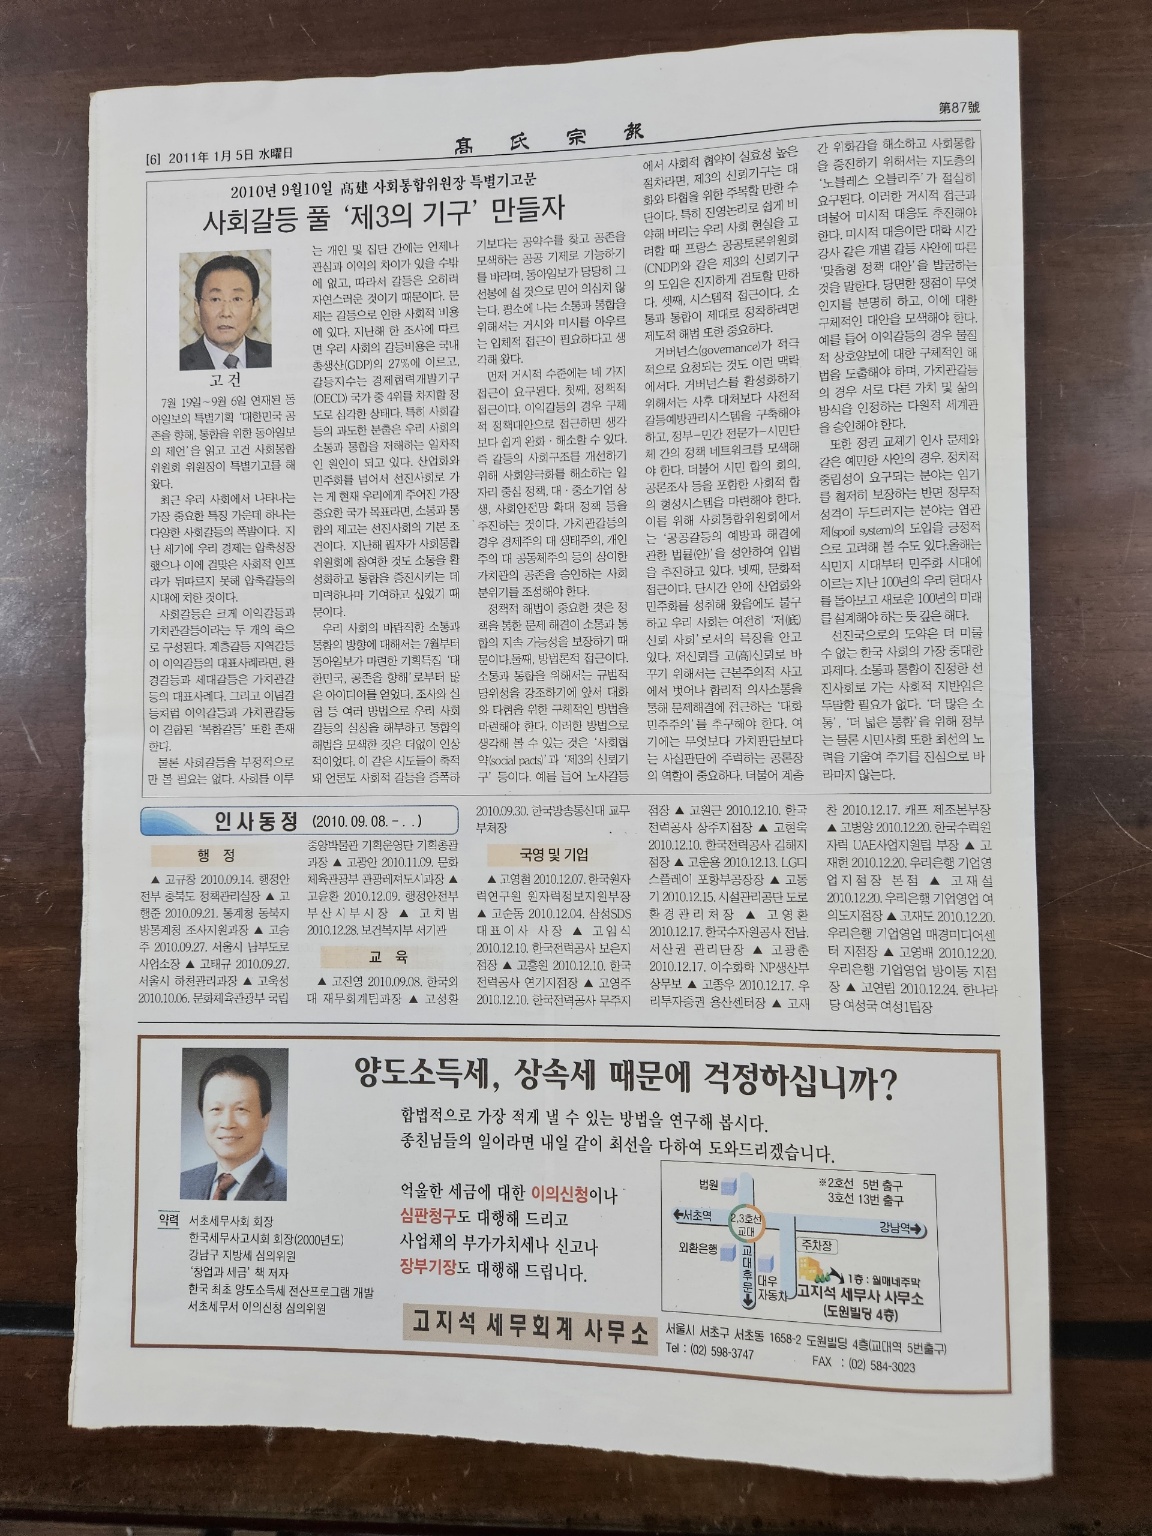 第87號
[6] 2011年 1月 5日 水曜日
髙 氏 宗 報
2010년 9월10일 髙建 사회통합위원장 특별기고문
사회갈등 풀 ‘제3의 기구’ 만들자
고 건
7월 19일~9월 6일 연재된 동
아일보의 특별기획 ‘대한민국 공
존을 향해, 통합을 위한 동아일보
의 제언’을 읽고 고건 사회통합
위원회 위원장이 특별기고를 해
왔다.
최근 우리 사회에서 나타나는
가장 중요한 특징 가운데 하나는
다양한 사회갈등의 폭발이다. 지
난 세기에 우리 경제는 압축성장
했으나 이에 걸맞은 사회적 인프
라가 뒤따르지 못해 압축갈등의
시대에 처한 것이다.
사회갈등은 크게 이익갈등과
가치관갈등이라는 두 개의 축으
로 구성된다. 계층갈등 지역갈등
이 이익갈등의 대표사례라면, 환
경갈등과 세대갈등은 가치관갈
등의 대표사례다. 그리고 이념갈
등처럼 이익갈등과 가치관갈등
이 결합된 ‘복합갈등’ 또한 존재
한다.
물론 사회갈등을 부정적으로
만 볼 필요는 없다. 사회를 이루
는 개인 및 집단 간에는 언제나
관심과 이익의 차이가 있을 수밖
에 없고, 따라서 갈등은 오히려
자연스러운 것이기 때문이다. 문
제는 갈등으로 인한 사회적 비용
에 있다. 지난해 한 조사에 따르
면 우리 사회의 갈등비용은 국내
총생산(GDP)의 27%에 이르고,
갈등지수는 경제협력개발기구
(OECD) 국가 중 4위를 차지할 정
도로 심각한 상태다. 특히 사회갈
등의 과도한 분출은 우리 사회의
소통과 통합을 저해하는 일차적
인 원인이 되고 있다. 산업화와
민주화를 넘어서 선진사회로 가
는 게 현재 우리에게 주어진 가장
중요한 국가 목표라면, 소통과 통
합의 제고는 선진사회의 기본 조
건이다. 지난해 필자가 사회통합
위원회에 참여한 것도 소통을 활
성화하고 통합을 증진시키는 데
미력하나마 기여하고 싶었기 때
문이다.
우리 사회의 바람직한 소통과
통합의 방향에 대해서는 7월부터
동아일보가 마련한 기획특집 ‘대
한민국, 공존을 향해’로부터 많
은 아이디어를 얻었다. 조사의 신
협 등 여러 방법으로 우리 사회
갈등의 실상을 해부하고 통합의
해법을 모색한 것은 더없이 인상
적이었다. 이 같은 시도들이 축적
돼 언론도 사회적 갈등을 증폭하
기보다는 공약수를 찾고 공존을
모색하는 공공 기제로 기능하기
를 바라며, 동아일보가 당당히 그
선봉에 설 것으로 믿어 의심치 않
는다. 평소에 나는 소통과 통합을
위해서는 거시와 미시를 아우르
는 입체적 접근이 필요하다고 생
각해 왔다.
먼저 거시적 수준에는 네 가지
접근이 요구된다. 첫째, 정책적
접근이다. 이익갈등의 경우 구체
적 정책대안으로 접근하면 생각
보다 쉽게 완화·해소할 수 있다.
즉 갈등의 사회구조를 개선하기
위해 사회양극화를 해소하는 일
자리 중심 정책, 대·중소기업 상
생, 사회안전망 확대 정책 등을
추진하는 것이다. 가치관갈등의
경우 경제주의 대 생태주의, 개인
주의 대 공동체주의 등의 상이한
가치관의 공존을 승인하는 사회
분위기를 조성해야 한다.
정책적 해법이 중요한 것은 정
책을 통한 문제 해결이 소통과 통
합의 지속 가능성을 보장하기 때
문이다.둘째, 방법론적 접근이다.
소통과 통합을 위해서는 규범적
당위성을 강조하기에 앞서 대화
와 타협을 위한 구체적인 방법을
마련해야 한다. 이러한 방법으로
생각해 볼 수 있는 것은 ‘사회협
약(social pacts)’과 ‘제3의 신뢰기
구’ 등이다. 예를 들어 노사갈등
에서 사회적 협약이 실효성 높은
절차라면, 제3의 신뢰기구는 대
화와 타협을 위한 주목할 만한 수
단이다. 특히 진영논리로 쉽게 비
약해 버리는 우리 사회 현실을 고
려할 때 프랑스 공공토론위원회
(CNDP)와 같은 제3의 신뢰기구
의 도입은 진지하게 검토할 만하
다. 셋째, 시스템적 접근이다. 소
통과 통합이 제대로 정착하려면
제도적 해법 또한 중요하다.
거버넌스(governance)가 적극
적으로 요청되는 것도 이런 맥락
에서다. 거버넌스를 활성화하기
위해서는 사후 대처보다 사전적
갈등예방관리시스템을 구축해야
하고, 정부-민간 전문가-시민단
체 간의 정책 네트워크를 모색해
야 한다. 더불어 시민 합의 회의,
공론조사 등을 포함한 사회적 합
의 형성시스템을 마련해야 한다.
이를 위해 사회통합위원회에서
는 ‘공공갈등의 예방과 해결에
관한 법률(안)’을 성안하여 입법
을 추진하고 있다. 넷째, 문화적
접근이다. 단시간 안에 산업화와
민주화를 성취해 왔음에도 불구
하고 우리 사회는 여전히 ‘저(低)
신뢰 사회’로서의 특징을 안고
있다. 저신뢰를 고(高)신뢰로 바
꾸기 위해서는 근본주의적 사고
에서 벗어나 합리적 의사소통을
통해 문제해결에 접근하는 ‘대화
민주주의’를 추구해야 한다. 여
기에는 무엇보다 가치판단보다
는 사실판단에 주력하는 공론장
의 역할이 중요하다. 더불어 계층
간 위화감을 해소하고 사회통합
을 증진하기 위해서는 지도층의
‘노블레스 오블리주’가 절실히
요구된다. 이러한 거시적 접근과
더불어 미시적 대응도 추진해야
한다. 미시적 대응이란 대학 시간
강사 같은 개별 갈등 사안에 따른
‘맞춤형 정책 대안’을 발굴하는
것을 말한다. 당면한 쟁점이 무엇
인지를 분명히 하고, 이에 대한
구체적인 대안을 모색해야 한다.
예를 들어 이익갈등의 경우 물질
적 상호양보에 대한 구체적인 해
법을 도출해야 하며, 가치관갈등
의 경우 서로 다른 가치 및 삶의
방식을 인정하는 다원적 세계관
을 승인해야 한다.
또한 정권 교체기 인사 문제와
같은 예민한 사안의 경우, 정치적
중립성이 요구되는 분야는 임기
를 철저히 보장하는 반면 정무적
성격이 두드러지는 분야는 엽관
제(spoil system)의 도입을 긍정적
으로 고려해 볼 수도 있다.올해는
식민지 시대부터 민주화 시대에
이르는 지난 100년의 우리 현대사
를 돌아보고 새로운 100년의 미래
를 설계해야 하는 뜻 깊은 해다.
선진국으로의 도약은 더 미룰
수 없는 한국 사회의 가장 중대한
과제다. 소통과 통합이 진정한 선
진사회로 가는 사회적 지반임은
두말할 필요가 없다. ‘더 많은 소
통’, ‘더 넓은 통합’을 위해 정부
는 물론 시민사회 또한 최선의 노
력을 기울여 주기를 진심으로 바
라마지 않는다.
인사동정 (2010. 09. 08. - . . )
행 정
▲ 고규창 2010.09.14. 행정안
전부 충북도 정책관리실장 ▲ 고
행준 2010.09.21. 통계청 동북지
방통계청 조사지원과장 ▲ 고승
주 2010.09.27. 서울시 남부도로
사업소장 ▲ 고태규 2010.09.27.
서울시 하천관리과장 ▲ 고욱성
2010.10.06. 문화체육관광부 국립
중앙박물관 기획운영단 기획총괄
과장 ▲ 고광안 2010.11.09. 문화
체육관광부 관광레저도시과장 ▲
고윤환 2010.12.09. 행정안전부
부산시부시장 ▲ 고치범
2010.12.28. 보건복지부 서기관
교 육
▲ 고진영 2010.09.08. 한국외
대 재무회계팀과장 ▲ 고성환
2010.09.30. 한국방송통신대 교무
부처장
국영 및 기업
▲ 고영협 2010.12.07. 한국원자
력연구원 원자력정보지원부장
▲ 고순동 2010.12.04. 삼성SDS
대표이사 사장 ▲ 고임식
2010.12.10. 한국전력공사 보은지
점장 ▲ 고흥원 2010.12.10. 한국
전력공사 연기지점장 ▲ 고영주
2010.12.10. 한국전력공사 무주지
점장 ▲ 고원근 2010.12.10. 한국
전력공사 상주지점장 ▲ 고현욱
2010.12.10. 한국전력공사 김해지
점장 ▲ 고운용 2010.12.13. LG디
스플레이 포항부공장장 ▲ 고동
기 2010.12.15. 시설관리공단 도로
환경관리처장 ▲ 고영환
2010.12.17. 한국수자원공사 전남.
서산권 관리단장 ▲ 고광춘
2010.12.17. 이수화학 NP생산부
상무보 ▲ 고종우 2010.12.17. 우
리투자증권 용산센터장 ▲ 고재
찬 2010.12.17. 캐프 제조본부장
▲ 고병양 2010.12.20. 한국수력원
자력 UAE사업지원팀 부장 ▲ 고
재헌 2010.12.20. 우리은행 기업영
업지점장 본점 ▲ 고재설
2010.12.20. 우리은행 기업영업 여
의도지점장 ▲ 고재도 2010.12.20.
우리은행 기업영업 매경미디어센
터 지점장 ▲ 고영배 2010.12.20.
우리은행 기업영업 방이동 지점
장 ▲ 고연림 2010.12.24. 한나라
당 여성국 여성1팀장
양도소득세, 상속세 때문에 걱정하십니까?
합법적으로 가장 적게 낼 수 있는 방법을 연구해 봅시다.
종친님들의 일이라면 내일 같이 최선을 다하여 도와드리겠습니다.
억울한 세금에 대한 이의신청이나
심판청구도 대행해 드리고
사업체의 부가가치세나 신고나
장부기장도 대행해 드립니다.
약력
서초세무사회 회장
한국세무사고시회 회장(2000년도)
강남구 지방세 심의위원
‘창업과 세금’ 책 저자
한국 최초 양도소득세 전산프로그램 개발
서초세무서 이의신청 심의위원
고지석 세무회계 사무소
법원
※2호선 5번 출구
3호선 13번 출구
서초역
2,3호선
교대
강남역
외환은행
교대후문
주차장
대우
자동차
1층 : 월매네주막
고지석 세무사 사무소
(도원빌딩 4층)
서울시 서초구 서초동 1658-2 도원빌딩 4층(교대역 5번출구)
Tel : (02) 598-3747
FAX : (02) 584-3023